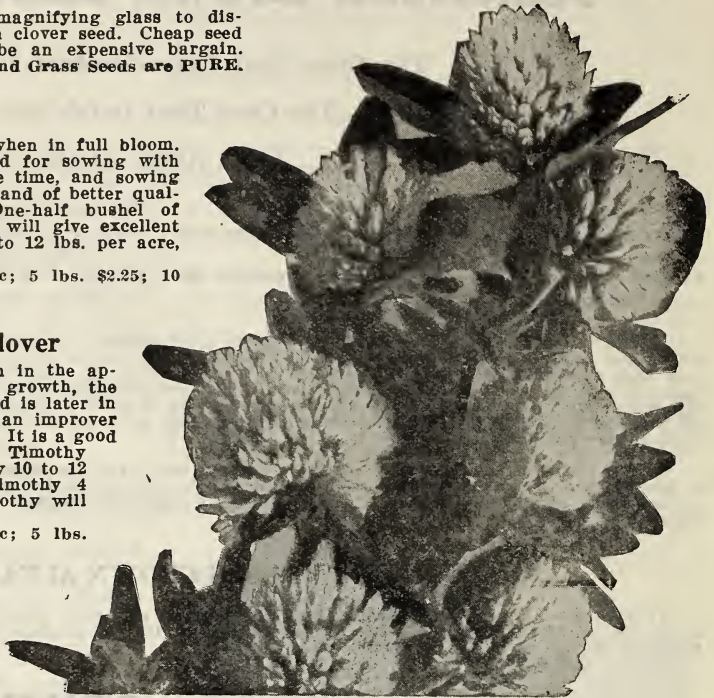 magnifying glass to dis-
clover seed. Cheap seed
be an expensive bargain.
nd Grass Seeds are PURE.
when in full bloom.
d for sowing with
e time, and sowing
and of better qual-
One-half bushel of
will give excellent
to 12 lbs. per acre,
c; 5 lbs. $2.25; 10
lover
n in the ap-
growth, the
d is later in
an improver
It is a good
Timothy
y 10 to 12
imothy 4
othy will
c; 5 lbs.